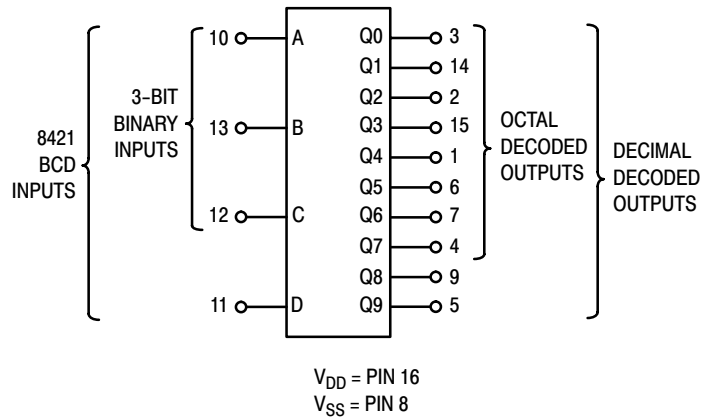 10 A Q0 3
Q1 14
3-BIT
BINARY
INPUTS
Q2 2
8421
BCD
INPUTS
13 B Q3 15
OCTAL
DECODED
OUTPUTS
Q4 1
DECIMAL
DECODED
OUTPUTS
Q5 6
12 C Q6 7
Q7 4
Q8 9
11 D Q9 5
VDD = PIN 16
VSS = PIN 8